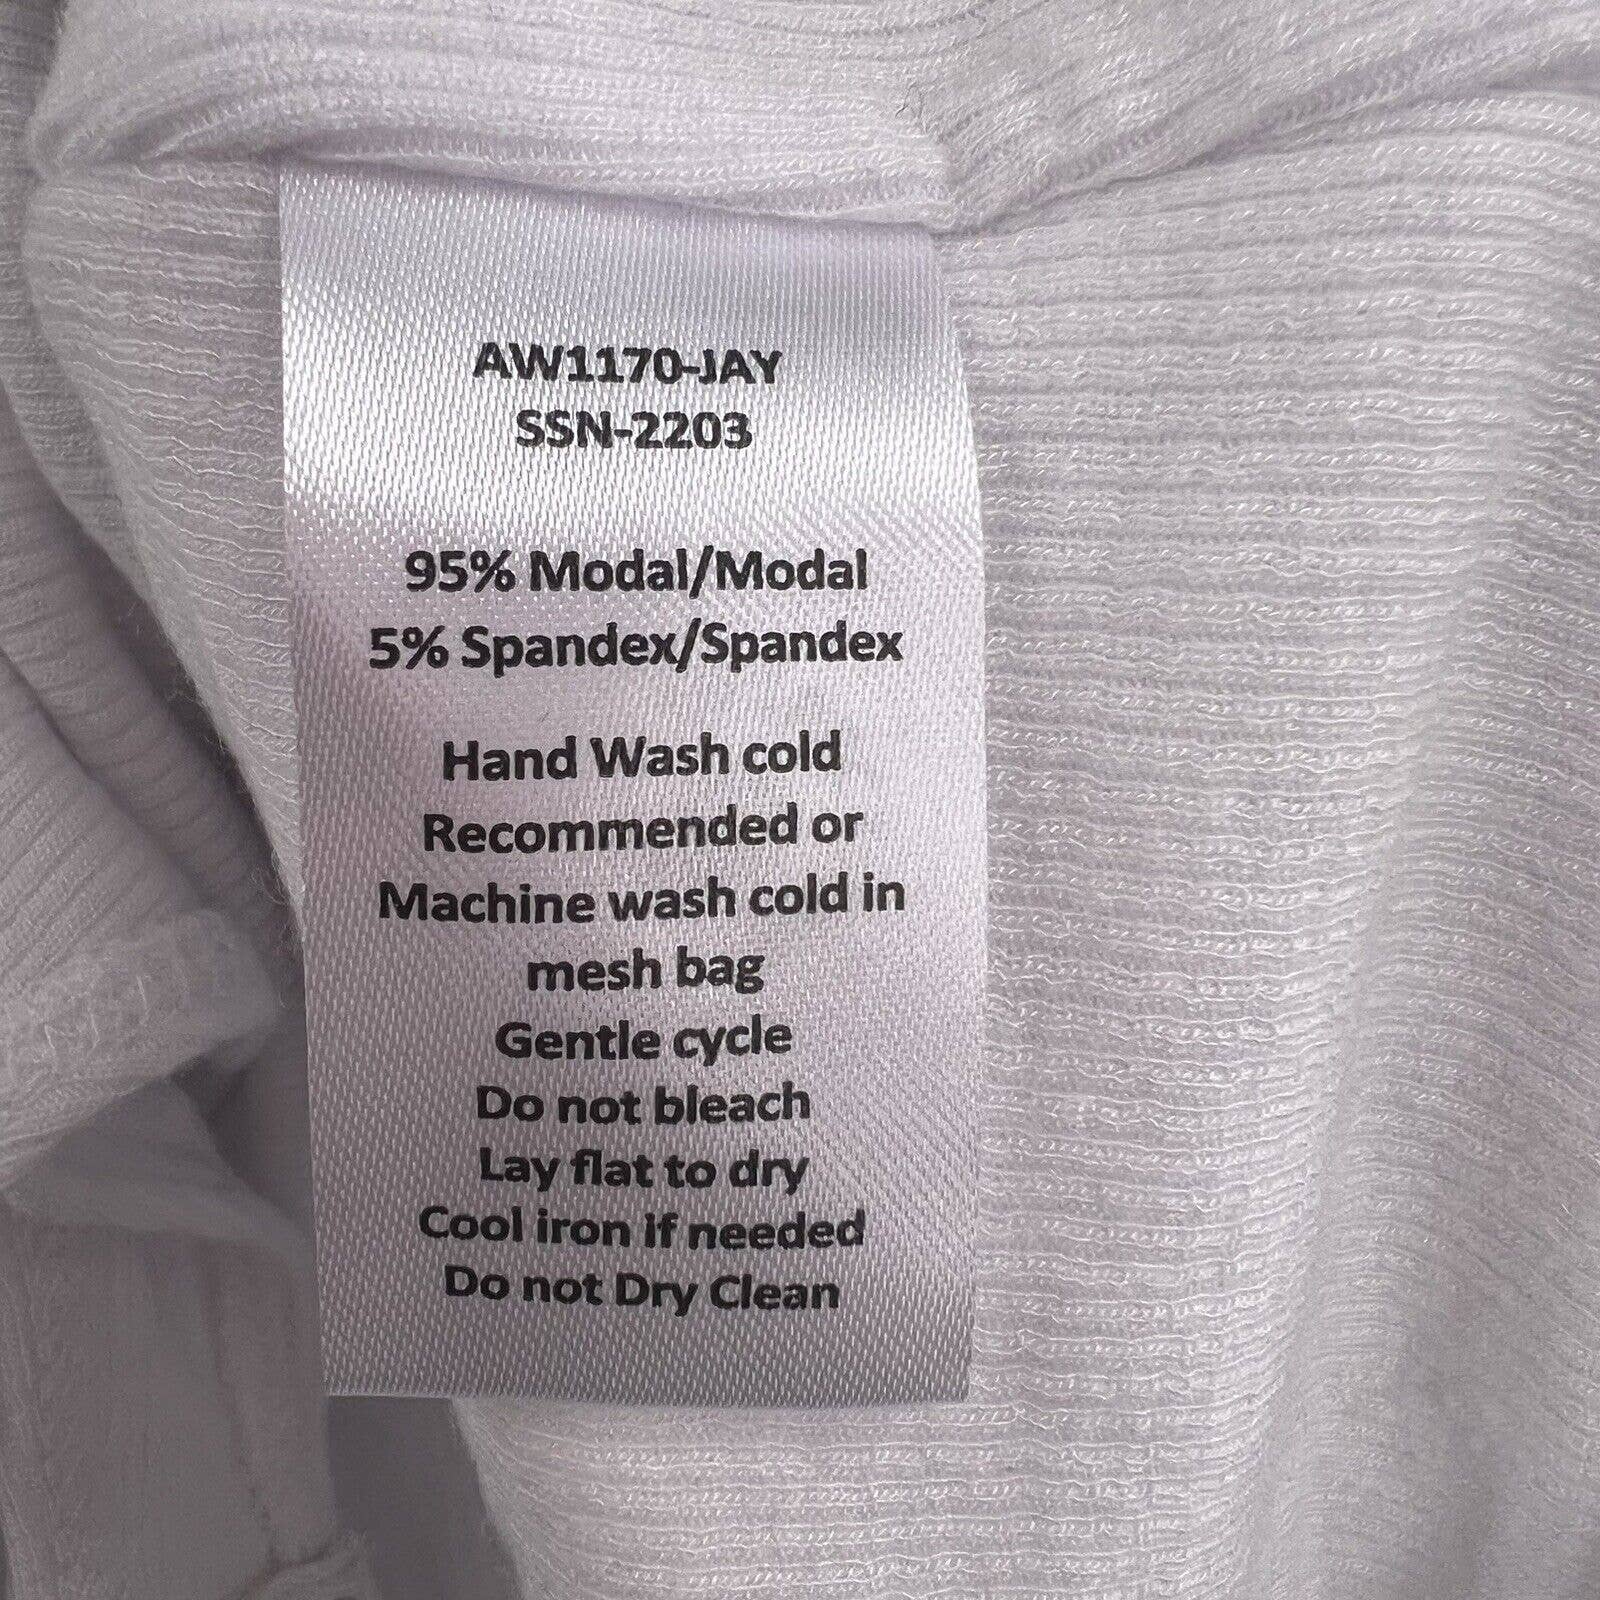 AW1170-JAY
SSN-2203
95% Modal/Modal
5% Spandex/Spandex
Hand Wash cold
Recommended or
Machine wash cold in
mesh bag
Gentle cycle
Do not bleach
Lay flat to dry
Cool iron if needed
Do not Dry Clean